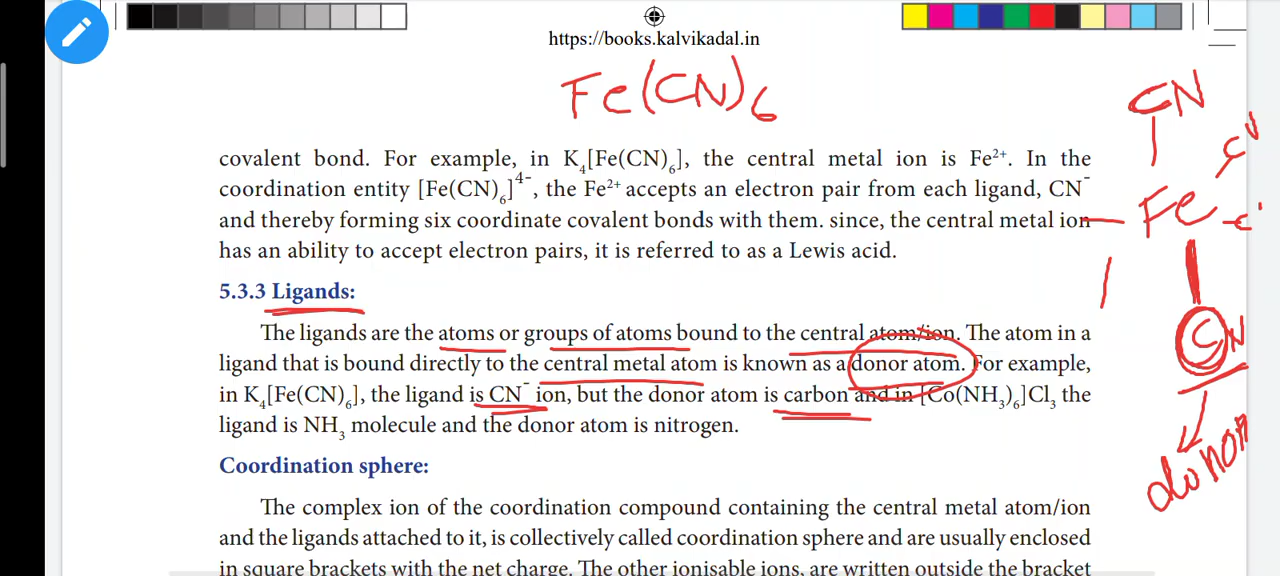 https://books.kalvikadal.in
Fe(CN)6
CN
covalent bond. For example, in K4[Fe(CN)6], the central metal ion is Fe2+. In the
coordination entity [Fe(CN)6]4−, the Fe2+ accepts an electron pair from each ligand, CN−
and thereby forming six coordinate covalent bonds with them. since, the central metal ion
Fe
has an ability to accept electron pairs, it is referred to as a Lewis acid.
5.3.3 Ligands:
The ligands are the atoms or groups of atoms bound to the central atom/ion. The atom in a
CN
ligand that is bound directly to the central metal atom is known as a donor atom. For example,
in K4[Fe(CN)6], the ligand is CN− ion, but the donor atom is carbon and in [Co(NH3)6]Cl3 the
ligand is NH3 molecule and the donor atom is nitrogen.
donor
Coordination sphere:
The complex ion of the coordination compound containing the central metal atom/ion
and the ligands attached to it, is collectively called coordination sphere and are usually enclosed
in square brackets with the net charge. The other ionisable ions, are written outside the bracket